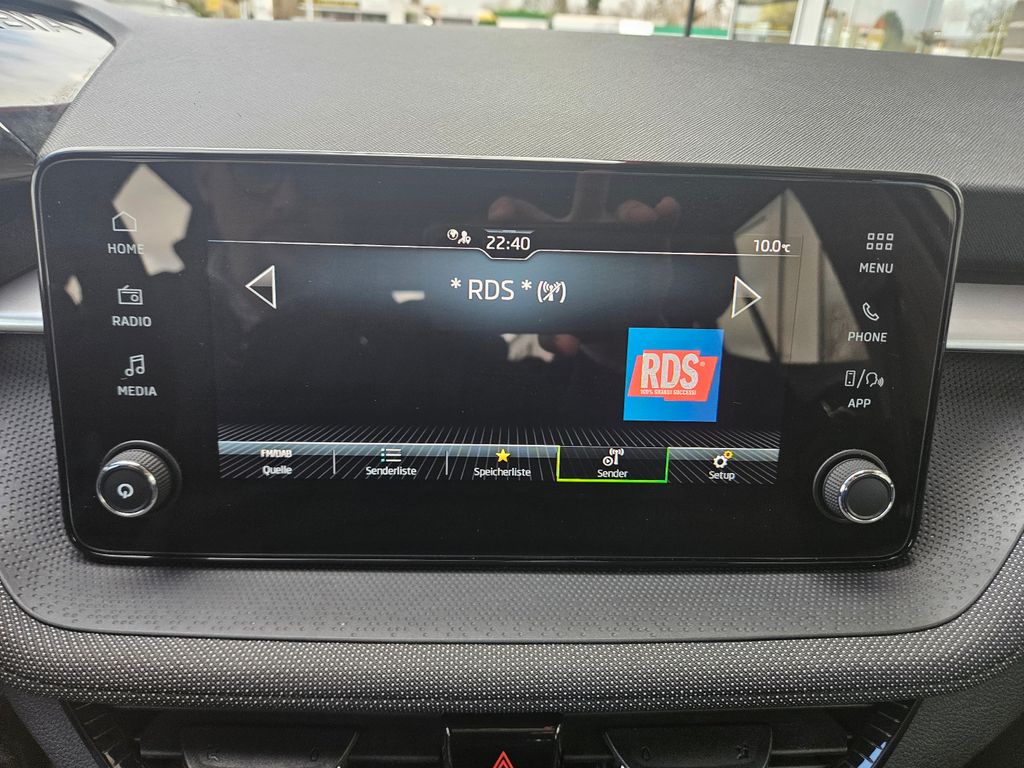 HOME
RADIO
MEDIA
22:40
10.0°C
* RDS *
RDS
100% GRANDI SUCCESSI
FM/DAB
Quelle
Senderliste
Speicherliste
Sender
Setup
MENU
PHONE
APP